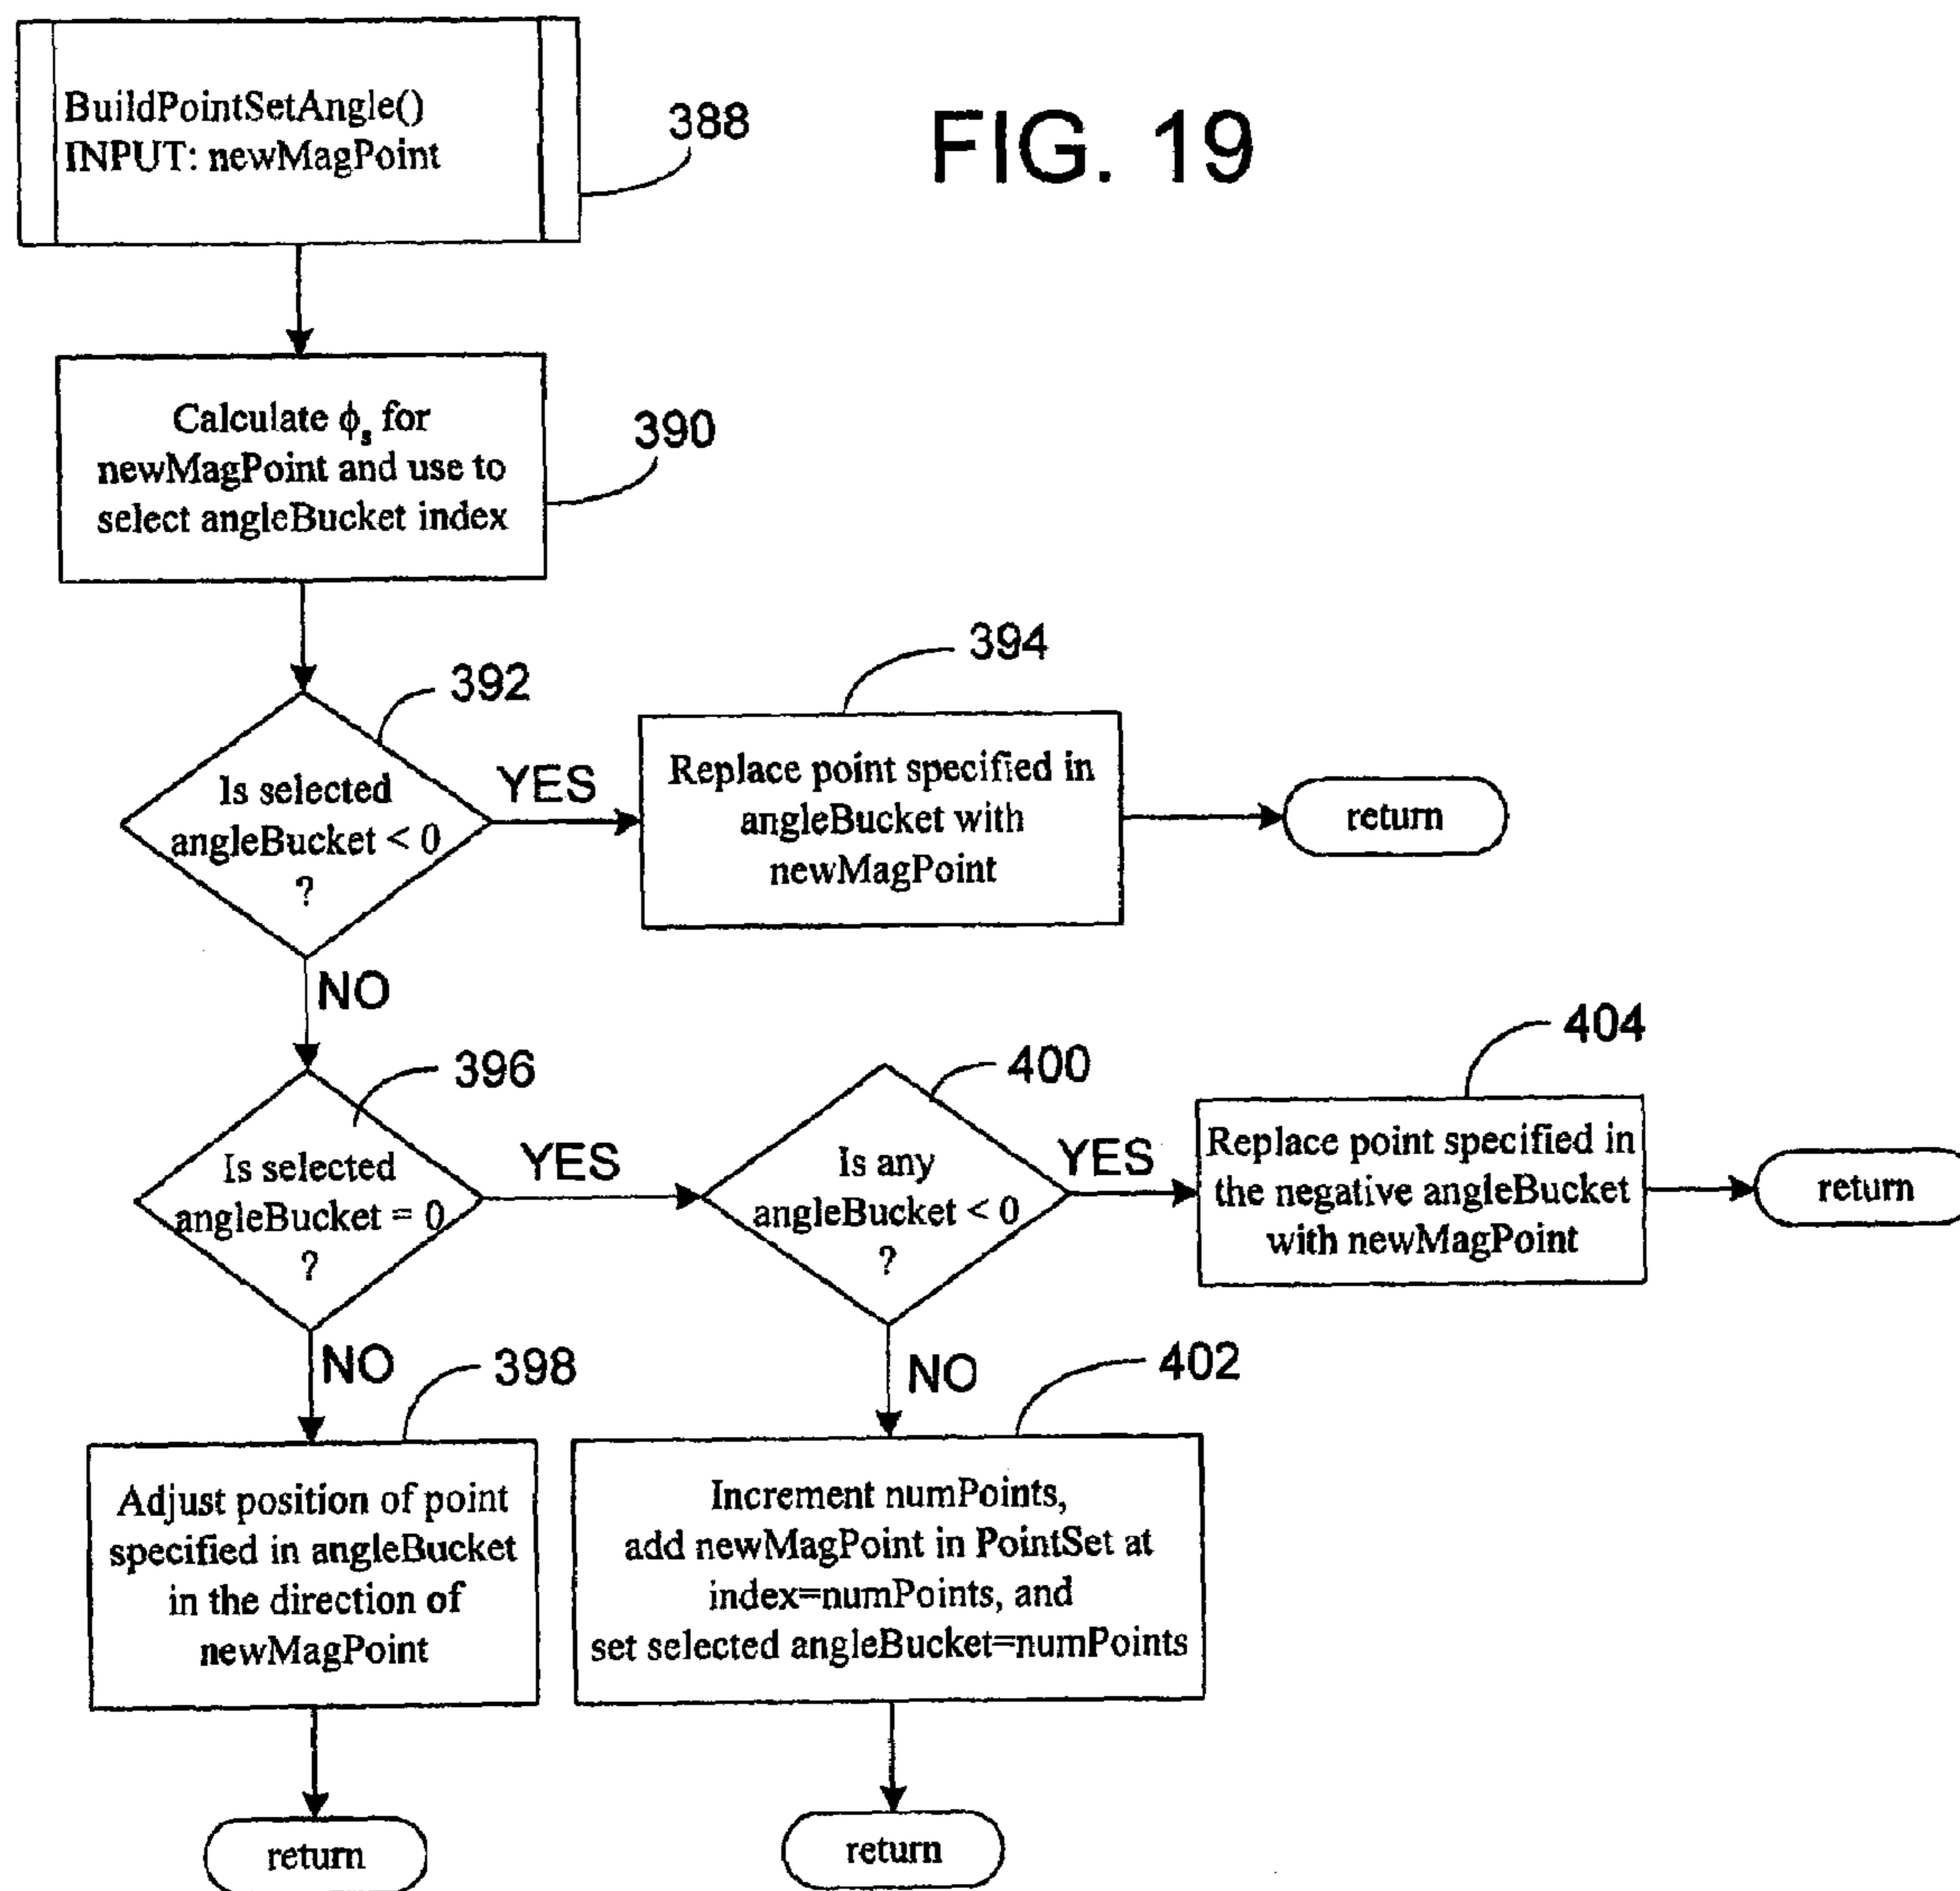 BuildPointSetAngle()
INPUT: newMagPoint
388
FIG. 19
Calculate ϕs for
newMagPoint and use to
select angleBucket index
390
392
Is selected
angleBucket < 0
?
YES
394
Replace point specified in
angleBucket with
newMagPoint
return
NO
396
Is selected
angleBucket = 0
?
YES
400
Is any
angleBucket < 0
?
YES
404
Replace point specified in
the negative angleBucket
with newMagPoint
return
NO
398
Adjust position of point
specified in angleBucket
in the direction of
newMagPoint
return
NO
402
Increment numPoints,
add newMagPoint in PointSet at
index=numPoints, and
set selected angleBucket=numPoints
return